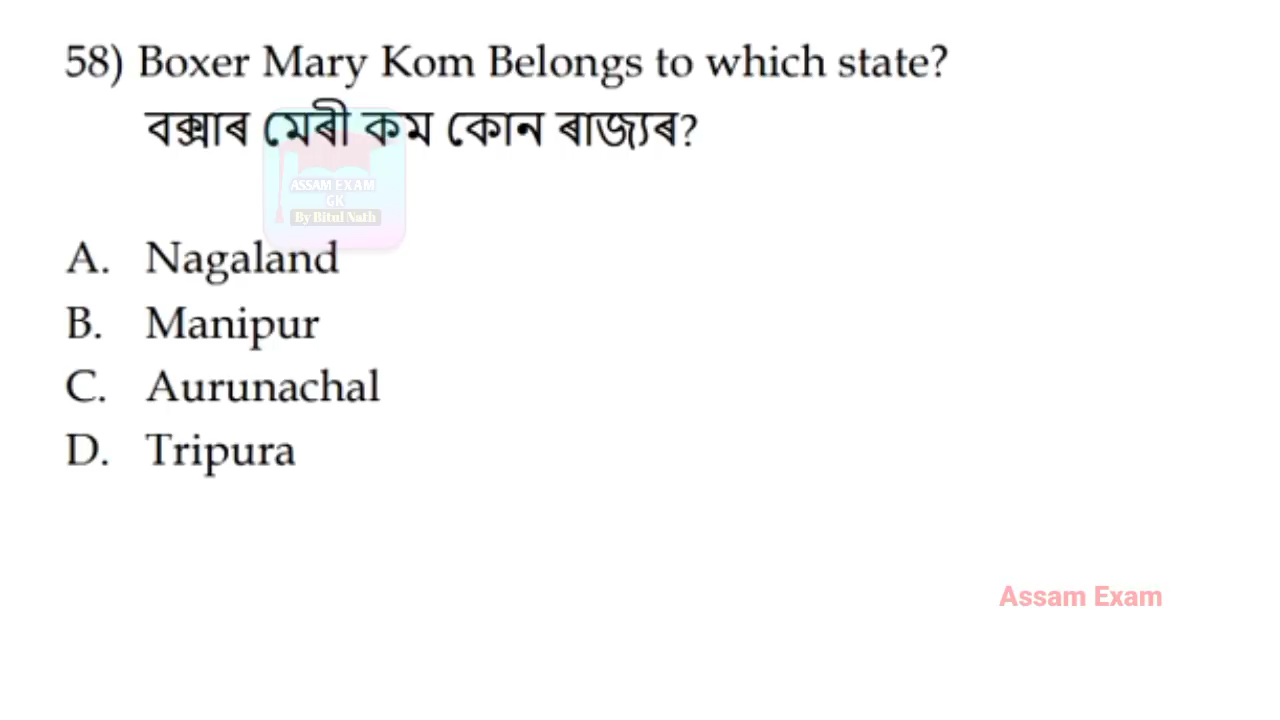 58) Boxer Mary Kom Belongs to which state?
বক্সাৰ মেৰী কম কোন ৰাজ্যৰ?
ASSAM EXAM
GK
By Bitul Nath
A. Nagaland
B. Manipur
C. Aurunachal
D. Tripura
Assam Exam